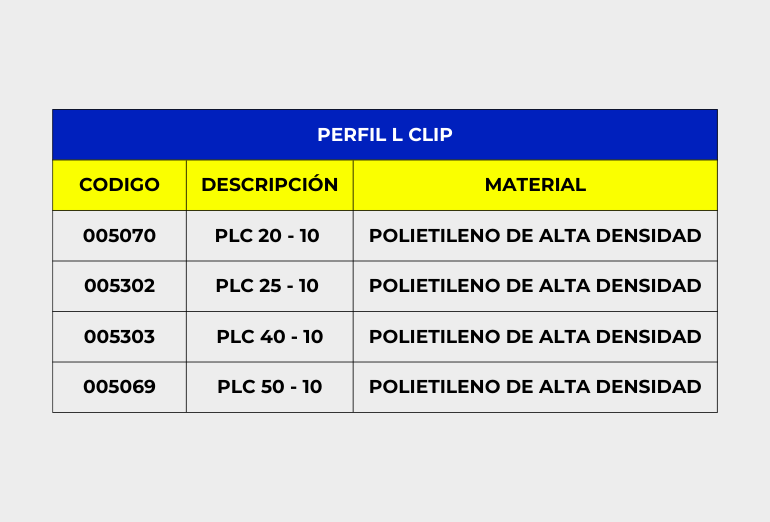 PERFIL L CLIP
CODIGO DESCRIPCIÓN MATERIAL
005070 PLC 20 - 10 POLIETILENO DE ALTA DENSIDAD
005302 PLC 25 - 10 POLIETILENO DE ALTA DENSIDAD
005303 PLC 40 - 10 POLIETILENO DE ALTA DENSIDAD
005069 PLC 50 - 10 POLIETILENO DE ALTA DENSIDAD